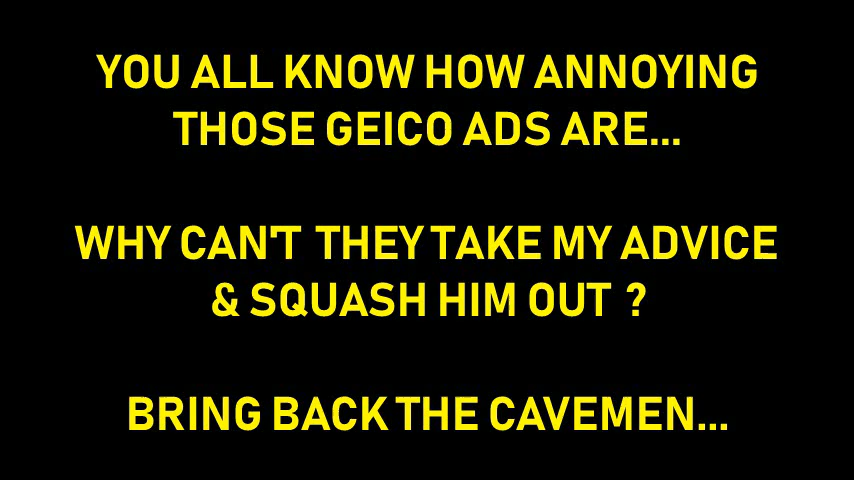 YOU ALL KNOW HOW ANNOYING
THOSE GEICO ADS ARE...
WHY CAN'T THEY TAKE MY ADVICE
& SQUASH HIM OUT ?
BRING BACK THE CAVEMEN...